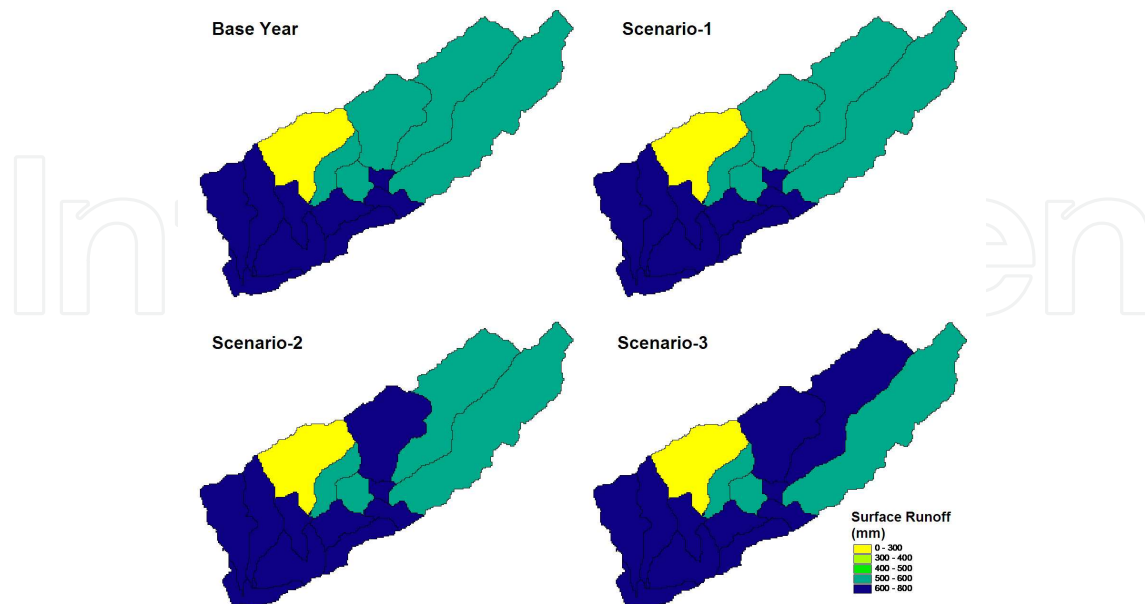 Base Year
Scenario-1
Scenario-2
Scenario-3
Surface Runoff
(mm)
0 - 300
300 - 400
400 - 500
500 - 600
600 - 800